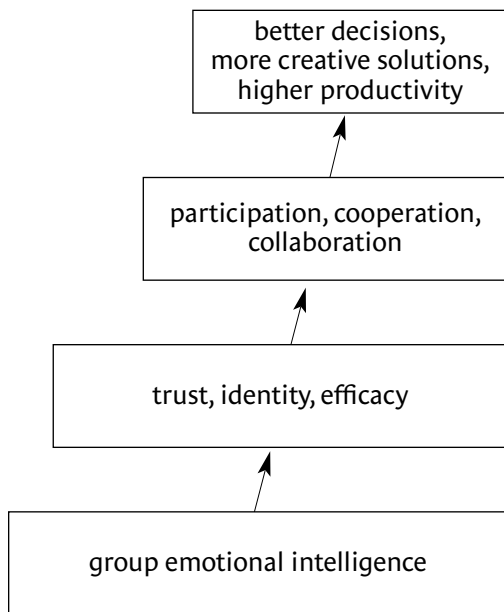 better decisions,
more creative solutions,
higher productivity
participation, cooperation,
collaboration
trust, identity, efficacy
group emotional intelligence